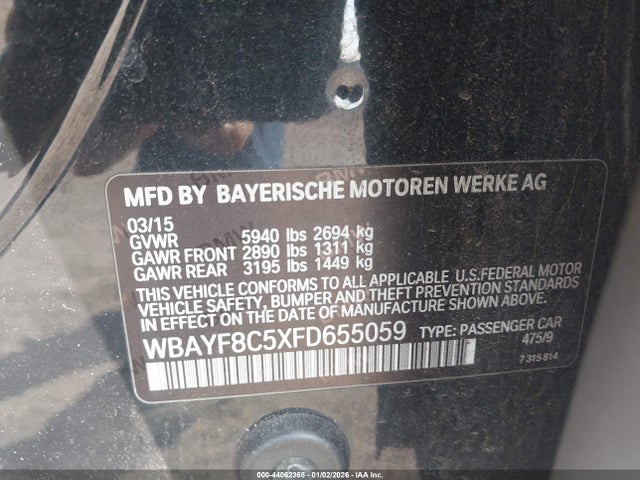 MFD BY BAYERISCHE MOTOREN WERKE AG
03/15
GVWR 5940 lbs 2694 kg
GAWR FRONT 2890 lbs 1311 kg
GAWR REAR 3195 lbs 1449 kg
THIS VEHICLE CONFORMS TO ALL APPLICABLE U.S.FEDERAL MOTOR
VEHICLE SAFETY, BUMPER AND THEFT PREVENTION STANDARDS
IN EFFECT ON THE DATE OF MANUFACTURE SHOWN ABOVE.
WBAYF8C5XFD655059 TYPE: PASSENGER CAR
475/9
7 315 814
000-44062365 - 01/02/2026 - IAA Inc.